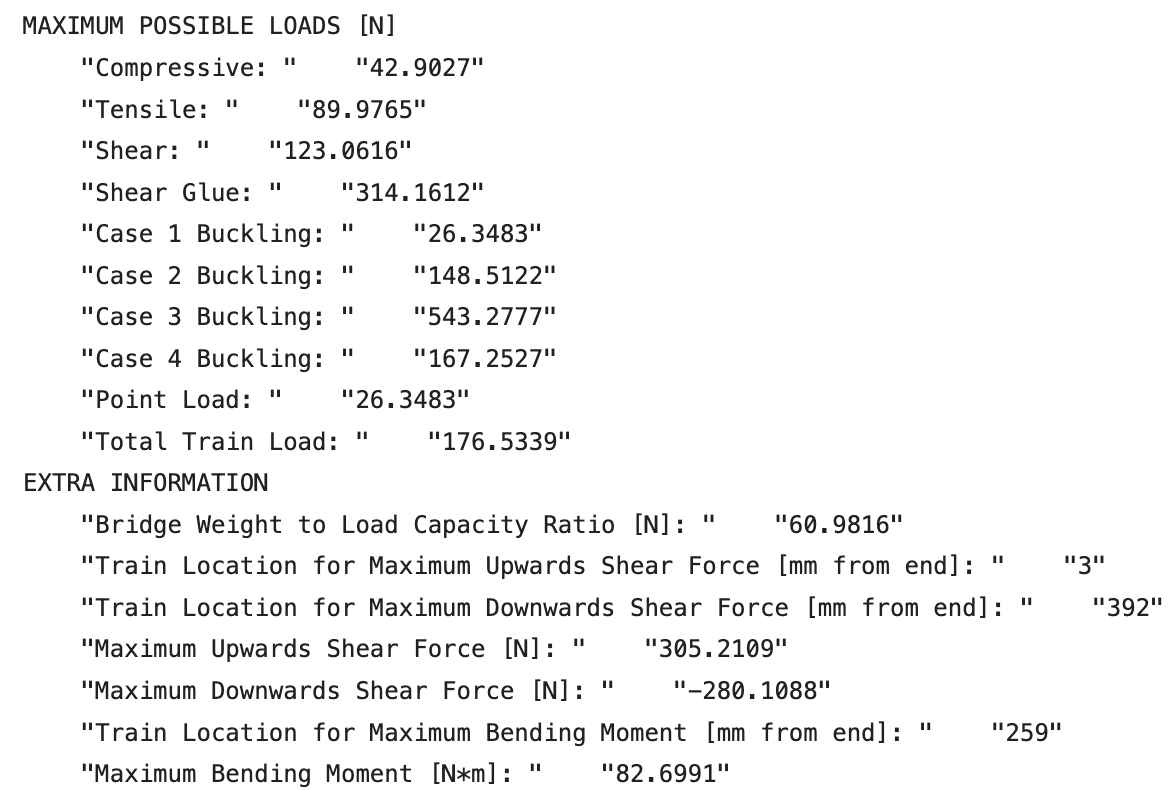 MAXIMUM POSSIBLE LOADS [N]
"Compressive: " "42.9027"
"Tensile: " "89.9765"
"Shear: " "123.0616"
"Shear Glue: " "314.1612"
"Case 1 Buckling: " "26.3483"
"Case 2 Buckling: " "148.5122"
"Case 3 Buckling: " "543.2777"
"Case 4 Buckling: " "167.2527"
"Point Load: " "26.3483"
"Total Train Load: " "176.5339"
EXTRA INFORMATION
"Bridge Weight to Load Capacity Ratio [N]: " "60.9816"
"Train Location for Maximum Upwards Shear Force [mm from end]: " "3"
"Train Location for Maximum Downwards Shear Force [mm from end]: " "392"
"Maximum Upwards Shear Force [N]: " "305.2109"
"Maximum Downwards Shear Force [N]: " "-280.1088"
"Train Location for Maximum Bending Moment [mm from end]: " "259"
"Maximum Bending Moment [N*m]: " "82.6991"